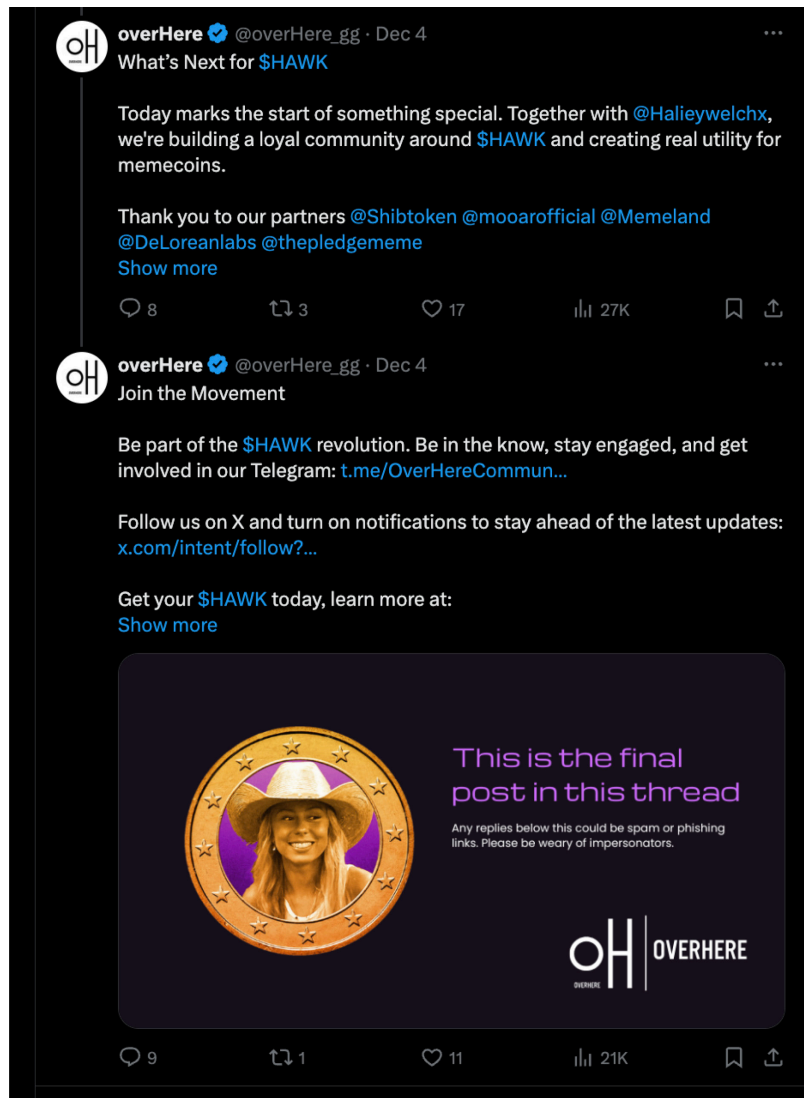 overHere @overHere_gg · Dec 4
What's Next for $HAWK
Today marks the start of something special. Together with @Halieywelchx,
we're building a loyal community around $HAWK and creating real utility for
memecoins.
Thank you to our partners @Shibtoken @mooarofficial @Memeland
@DeLoreanlabs @thepledgememe
Show more
8 3 17 27K
overHere @overHere_gg · Dec 4
Join the Movement
Be part of the $HAWK revolution. Be in the know, stay engaged, and get
involved in our Telegram: t.me/OverHereCommun...
Follow us on X and turn on notifications to stay ahead of the latest updates:
x.com/intent/follow?...
Get your $HAWK today, learn more at:
Show more
This is the final
post in this thread
Any replies below this could be spam or phishing
links. Please be weary of impersonators.
oH OVERHERE
OVERHERE
9 1 11 21K